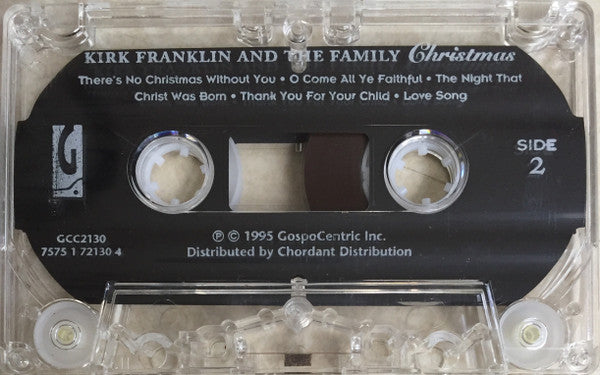 KIRK FRANKLIN AND THE FAMILY Christmas
There's No Christmas Without You • O Come All Ye Faithful • The Night That
Christ Was Born • Thank You For Your Child • Love Song
G
SIDE
2
GCC2130
7575 1 72130 4
℗ © 1995 GospoCentric Inc.
Distributed by Chordant Distribution